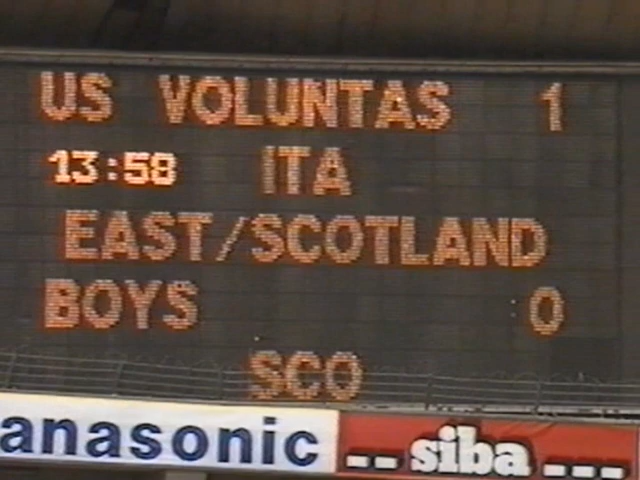 US VOLUNTAS 1
13:58 ITA
EAST/SCOTLAND
BOYS 0
SCO
anasonic -- siba ---